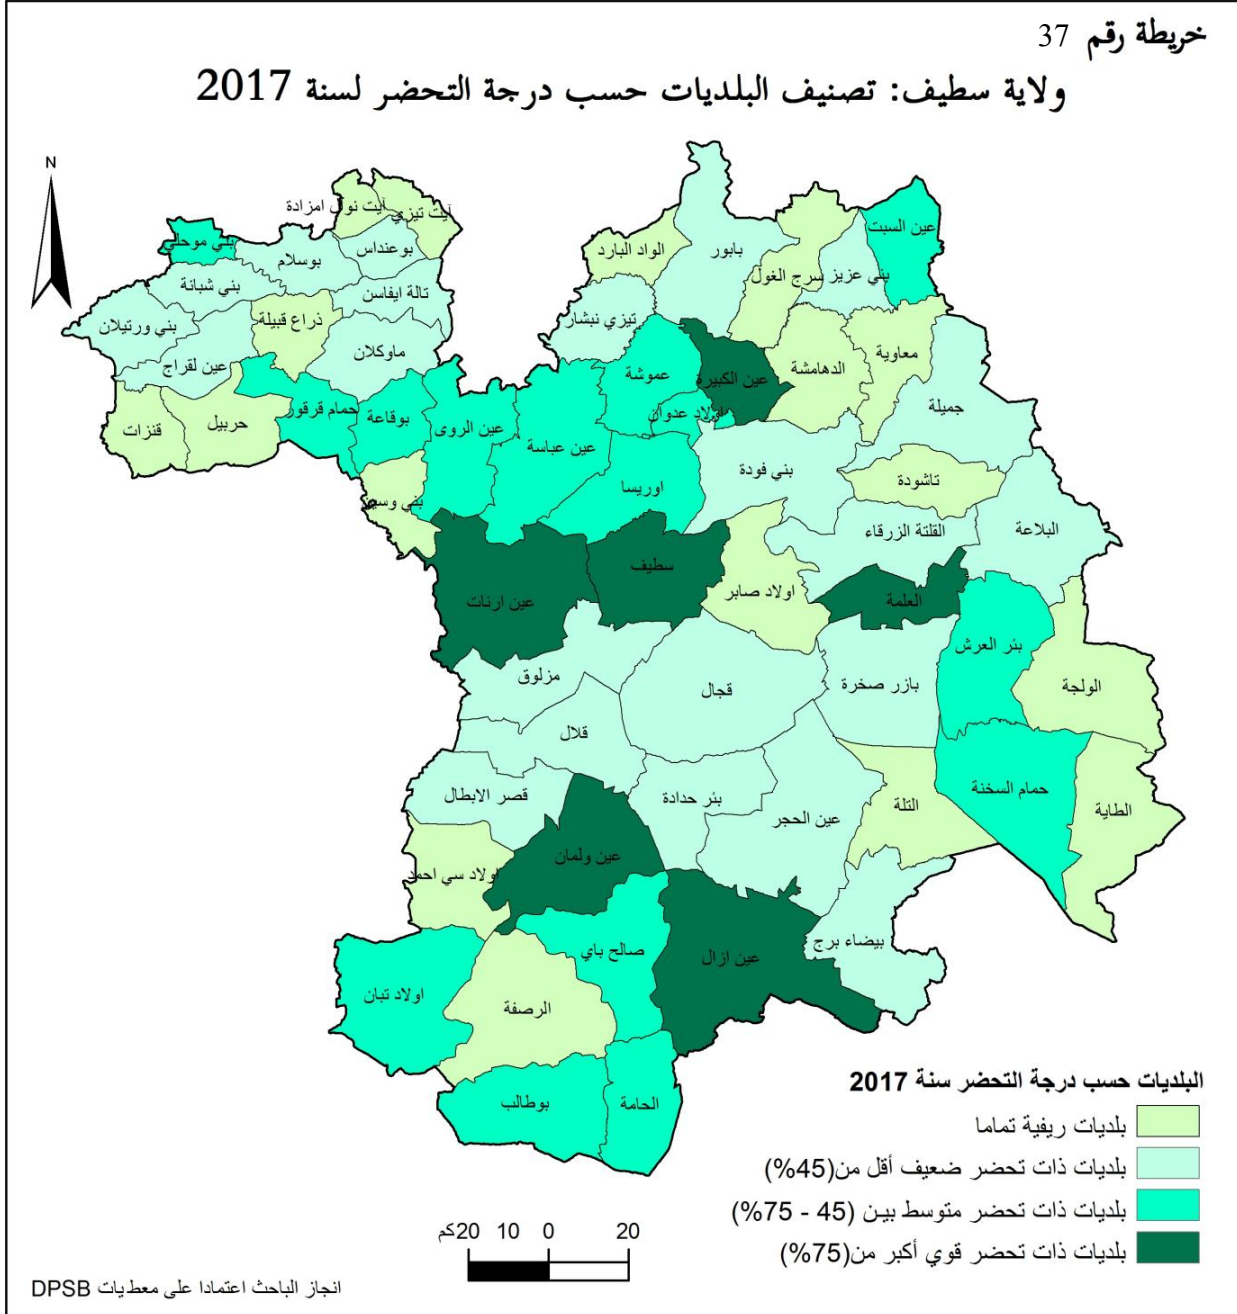 خريطة رقم 37
ولاية سطيف: تصنيف البلديات حسب درجة التحضر لسنة 2017
N
آيت نوال امزادة
آيت تيزي
بني موحلي
بوسلام
بوعنداس
بني شبانة
تالة ايفاسن
بني ورتيلان
ذراع قبيلة
عين لقراج
ماوكلان
قنزات
حربيل
حمام قرقور
بوقاعة
عين الروى
عين عباسة
بني وسين
الواد البارد
بابور
سرج الغول
بني عزيز
عين السبت
تيزي نبشار
عموشة
عين الكبيرة
الدهامشة
معاوية
جميلة
اولاد عدوان
اوريسا
بني فودة
تاشودة
القلتة الزرقاء
البلاعة
عين ارنات
سطيف
اولاد صابر
العلمة
بئر العرش
الولجة
مزلوق
قجال
بازر صخرة
قلال
قصر الابطال
بئر حدادة
عين الحجر
التلة
حمام السخنة
الطاية
عين ولمان
اولاد سي احمد
صالح باي
عين ازال
بيضاء برج
اولاد تبان
الرصفة
بوطالب
الحامة
البلديات حسب درجة التحضر سنة 2017
بلديات ريفية تماما
بلديات ذات تحضر ضعيف أقل من(45%)
بلديات ذات تحضر متوسط بين (45 - 75%)
بلديات ذات تحضر قوي أكبر من(75%)
20 10 0 20 كم
انجاز الباحث اعتمادا على معطيات DPSB